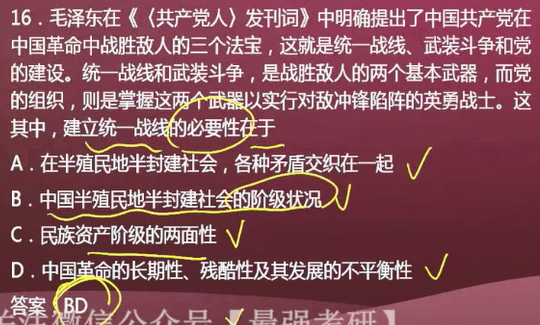 16．毛泽东在《〈共产党人〉发刊词》中明确提出了中国共产党在
中国革命中战胜敌人的三个法宝，这就是统一战线、武装斗争和党
的建设。统一战线和武装斗争，是战胜敌人的两个基本武器，而党
的组织，则是掌握这两个武器以实行对敌冲锋陷阵的英勇战士。这
其中，建立统一战线的必要性在于
A．在半殖民地半封建社会，各种矛盾交织在一起
B．中国半殖民地半封建社会的阶级状况
C．民族资产阶级的两面性
D．中国革命的长期性、残酷性及其发展的不平衡性
答案 BD
关注微信公众号【最强考研】